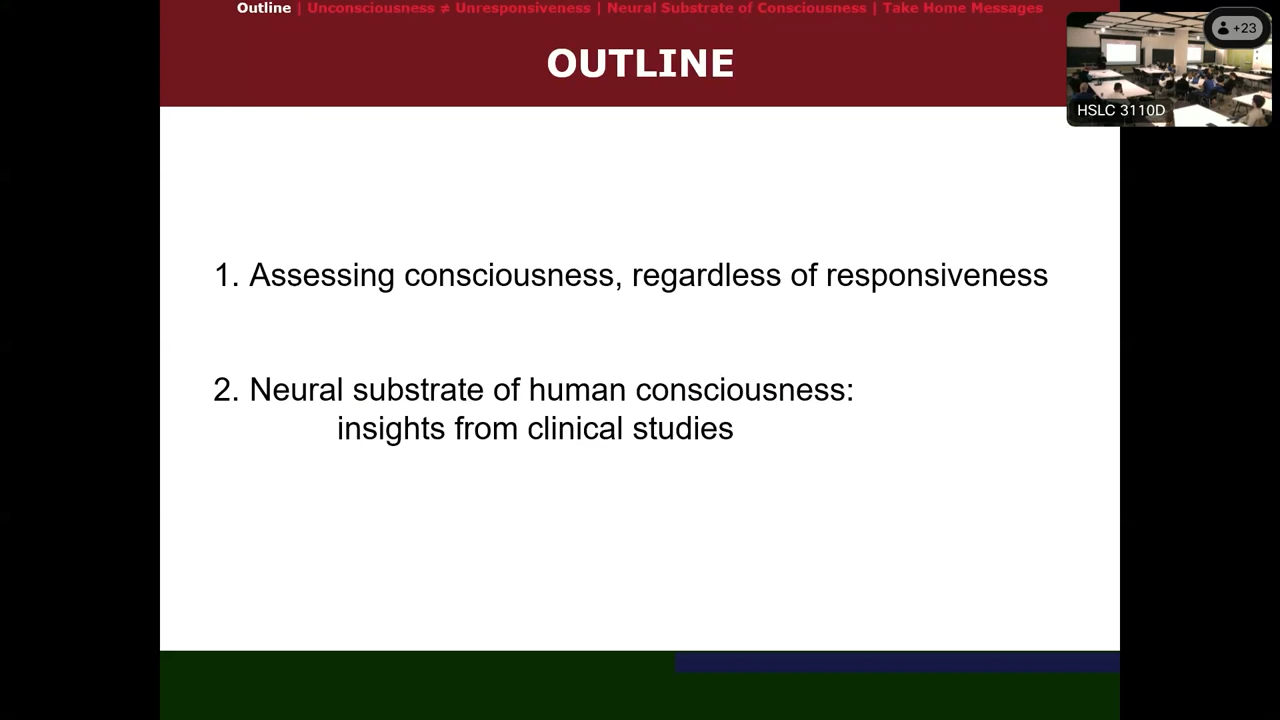 Outline | Unconsciousness ≠ Unresponsiveness | Neural Substrate of Consciousness | Take Home Messages
OUTLINE
+23
HSLC 3110D
1. Assessing consciousness, regardless of responsiveness
2. Neural substrate of human consciousness:
insights from clinical studies